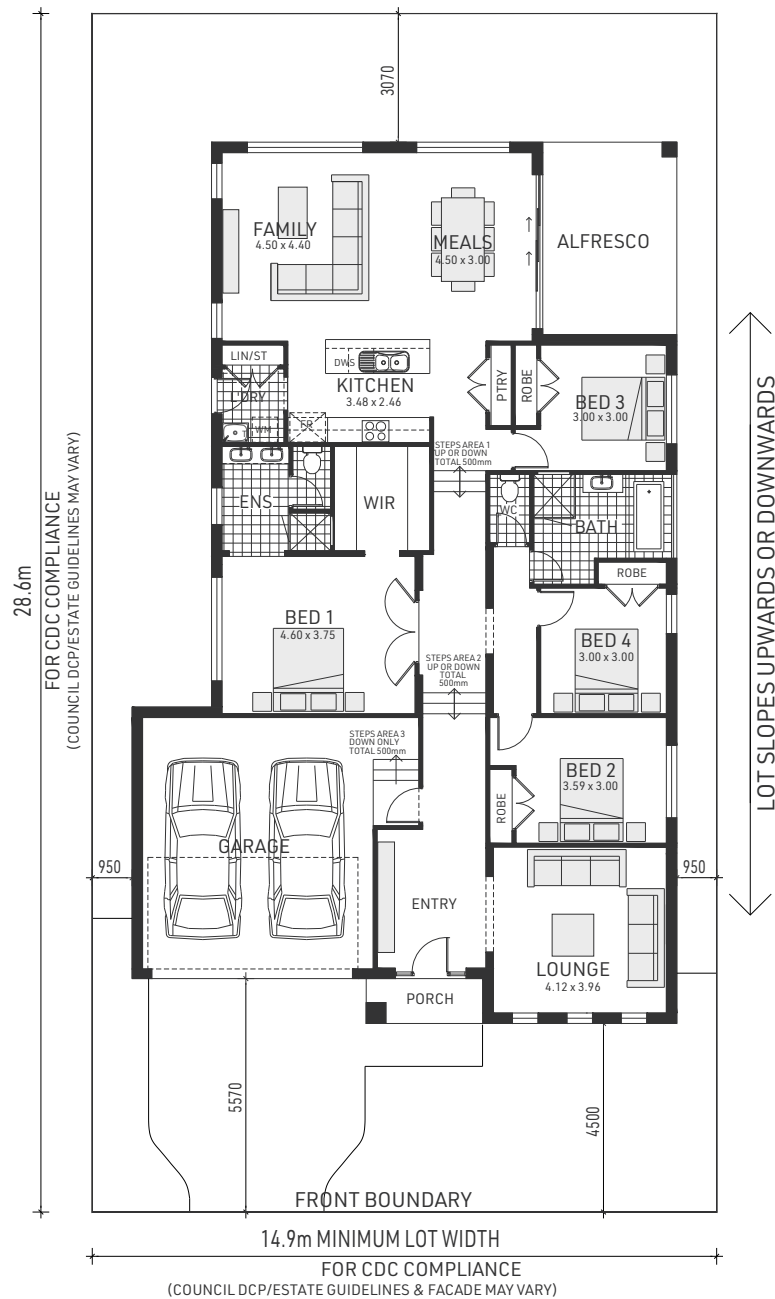 3070
FAMILY
4.50 x 4.40
MEALS
4.50 x 3.00
ALFRESCO
LIN/ST
L'DRY
WM
DWS
KITCHEN
3.48 x 2.46
FR
PTRY
ROBE
BED 3
3.00 x 3.00
STEPS AREA 1
UP OR DOWN
TOTAL 500mm
ENS
WIR
WC
BATH
ROBE
BED 1
4.60 x 3.75
BED 4
3.00 x 3.00
STEPS AREA 2
UP OR DOWN
TOTAL
500mm
STEPS AREA 3
DOWN ONLY
TOTAL 500mm
BED 2
3.59 x 3.00
ROBE
GARAGE
950
950
ENTRY
LOUNGE
4.12 x 3.96
PORCH
5570
4500
28.6m
FOR CDC COMPLIANCE
(COUNCIL DCP/ESTATE GUIDELINES MAY VARY)
LOT SLOPES UPWARDS OR DOWNWARDS
FRONT BOUNDARY
14.9m MINIMUM LOT WIDTH
FOR CDC COMPLIANCE
(COUNCIL DCP/ESTATE GUIDELINES & FACADE MAY VARY)